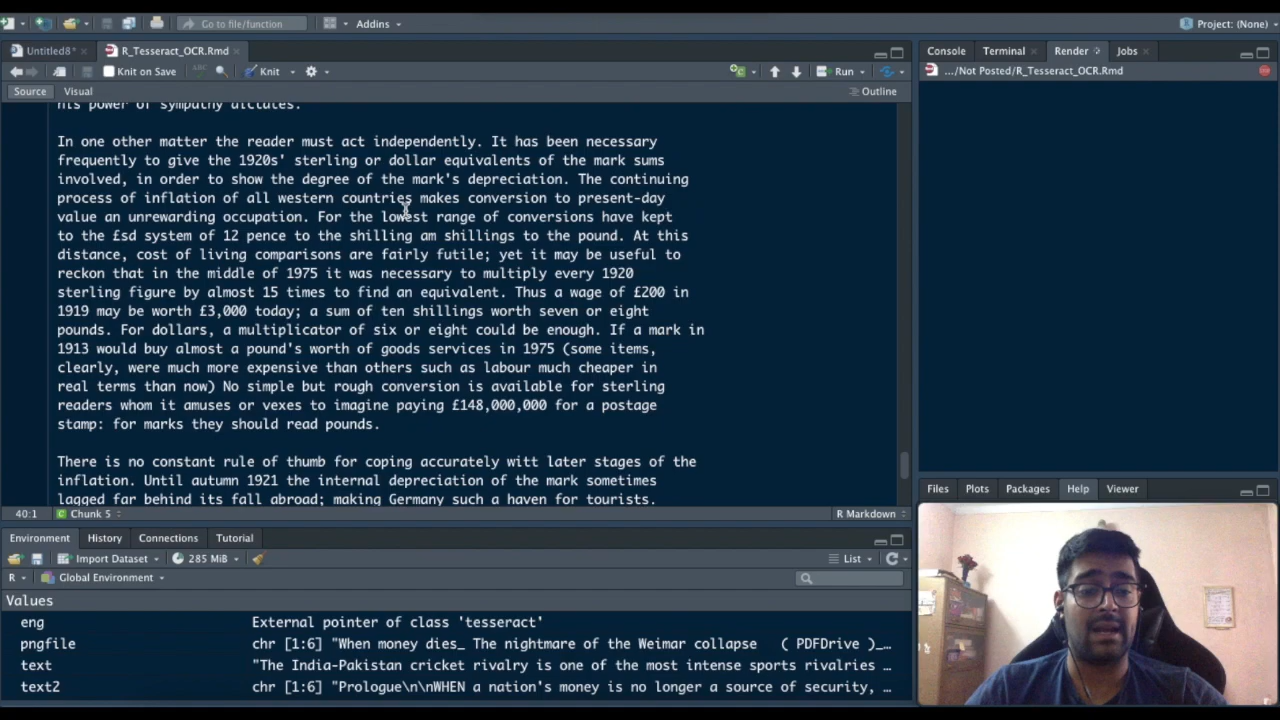 Go to file/function
Addins
Project: (None)
Untitled8*
R_Tesseract_OCR.Rmd
Console
Terminal
Render
Jobs
Knit on Save
ABC
Knit
Run
.../Not Posted/R_Tesseract_OCR.Rmd
Source
Visual
Outline
his power of sympathy dictates.
In one other matter the reader must act independently. It has been necessary
frequently to give the 1920s' sterling or dollar equivalents of the mark sums
involved, in order to show the degree of the mark's depreciation. The continuing
process of inflation of all western countries makes conversion to present-day
value an unrewarding occupation. For the lowest range of conversions have kept
to the £sd system of 12 pence to the shilling am shillings to the pound. At this
distance, cost of living comparisons are fairly futile; yet it may be useful to
reckon that in the middle of 1975 it was necessary to multiply every 1920
sterling figure by almost 15 times to find an equivalent. Thus a wage of £200 in
1919 may be worth £3,000 today; a sum of ten shillings worth seven or eight
pounds. For dollars, a multiplicator of six or eight could be enough. If a mark in
1913 would buy almost a pound's worth of goods services in 1975 (some items,
clearly, were much more expensive than others such as labour much cheaper in
real terms than now) No simple but rough conversion is available for sterling
readers whom it amuses or vexes to imagine paying £148,000,000 for a postage
stamp: for marks they should read pounds.
There is no constant rule of thumb for coping accurately witt later stages of the
inflation. Until autumn 1921 the internal depreciation of the mark sometimes
lagged far behind its fall abroad; making Germany such a haven for tourists.
40:1
Chunk 5
R Markdown
Files
Plots
Packages
Help
Viewer
Environment
History
Connections
Tutorial
Import Dataset
285 MiB
List
R
Global Environment
Values
eng External pointer of class 'tesseract'
pngfile chr [1:6] "When money dies_ The nightmare of the Weimar collapse ( PDFDrive )_…
text "The India-Pakistan cricket rivalry is one of the most intense sports rivalries …
text2 chr [1:6] "Prologue\n\nWHEN a nation's money is no longer a source of security, …